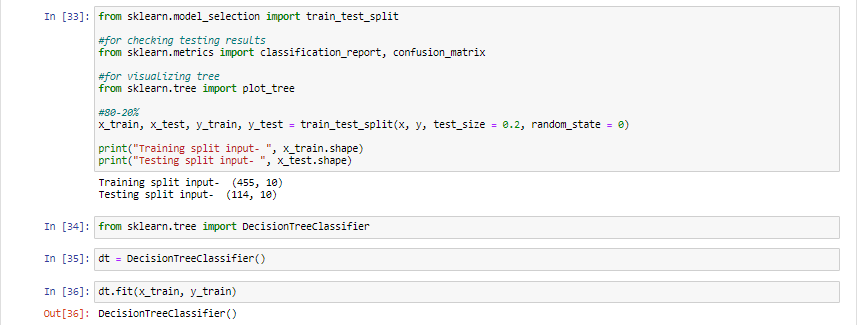 In [33]: from sklearn.model_selection import train_test_split
#for checking testing results
from sklearn.metrics import classification_report, confusion_matrix
#for visualizing tree
from sklearn.tree import plot_tree
#80-20%
x_train, x_test, y_train, y_test = train_test_split(x, y, test_size = 0.2, random_state = 0)
print("Training split input- ", x_train.shape)
print("Testing split input- ", x_test.shape)
Training split input-  (455, 10)
Testing split input-  (114, 10)
In [34]: from sklearn.tree import DecisionTreeClassifier
In [35]: dt = DecisionTreeClassifier()
In [36]: dt.fit(x_train, y_train)
Out[36]: DecisionTreeClassifier()